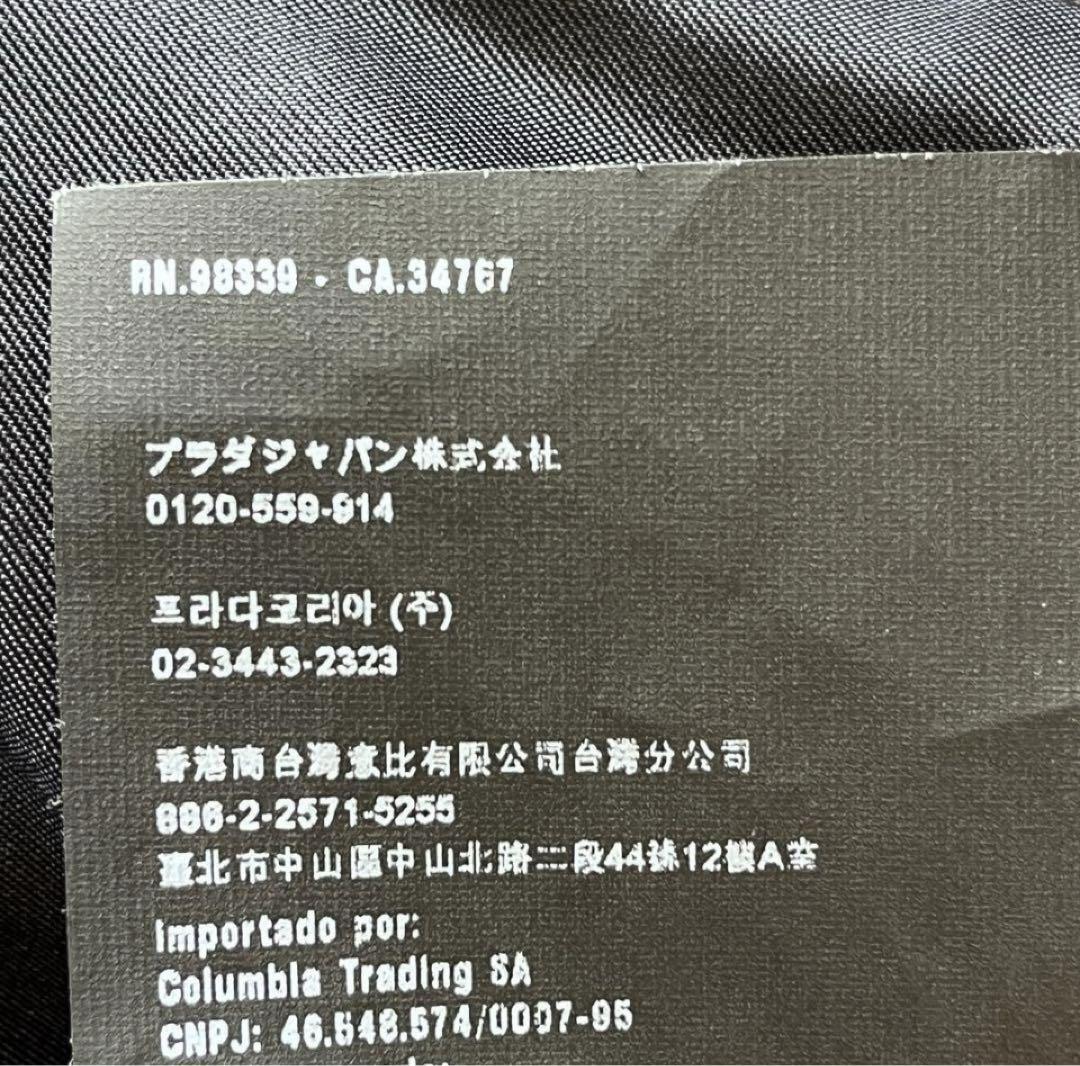 RN.98339 - CA.34767
プラダジャパン株式会社
0120-559-914
프라다코리아 (주)
02-3443-2323
香港商台灣意比有限公司台灣分公司
886-2-2571-5255
臺北市中山區中山北路二段44號12樓A室
Importado por:
Columbia Trading SA
CNPJ: 46.548.574/0007-95